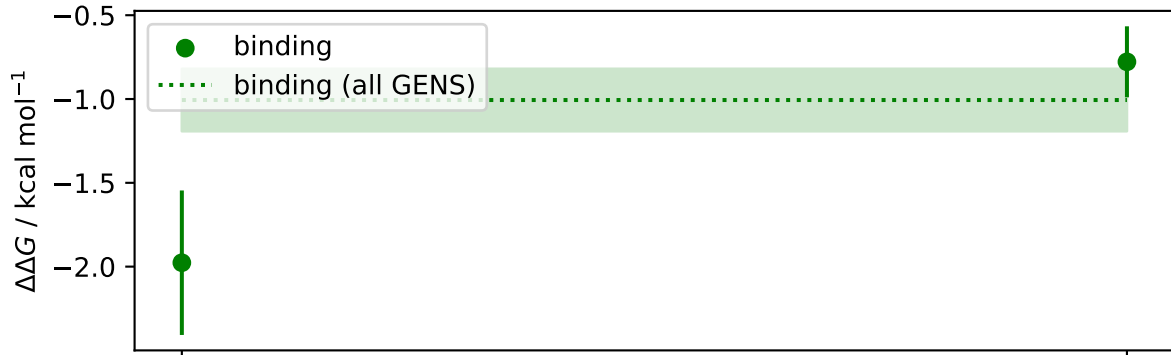 −0.5
binding
binding (all GENS)
−1.0
−1.5
−2.0
ΔΔG / kcal mol⁻¹